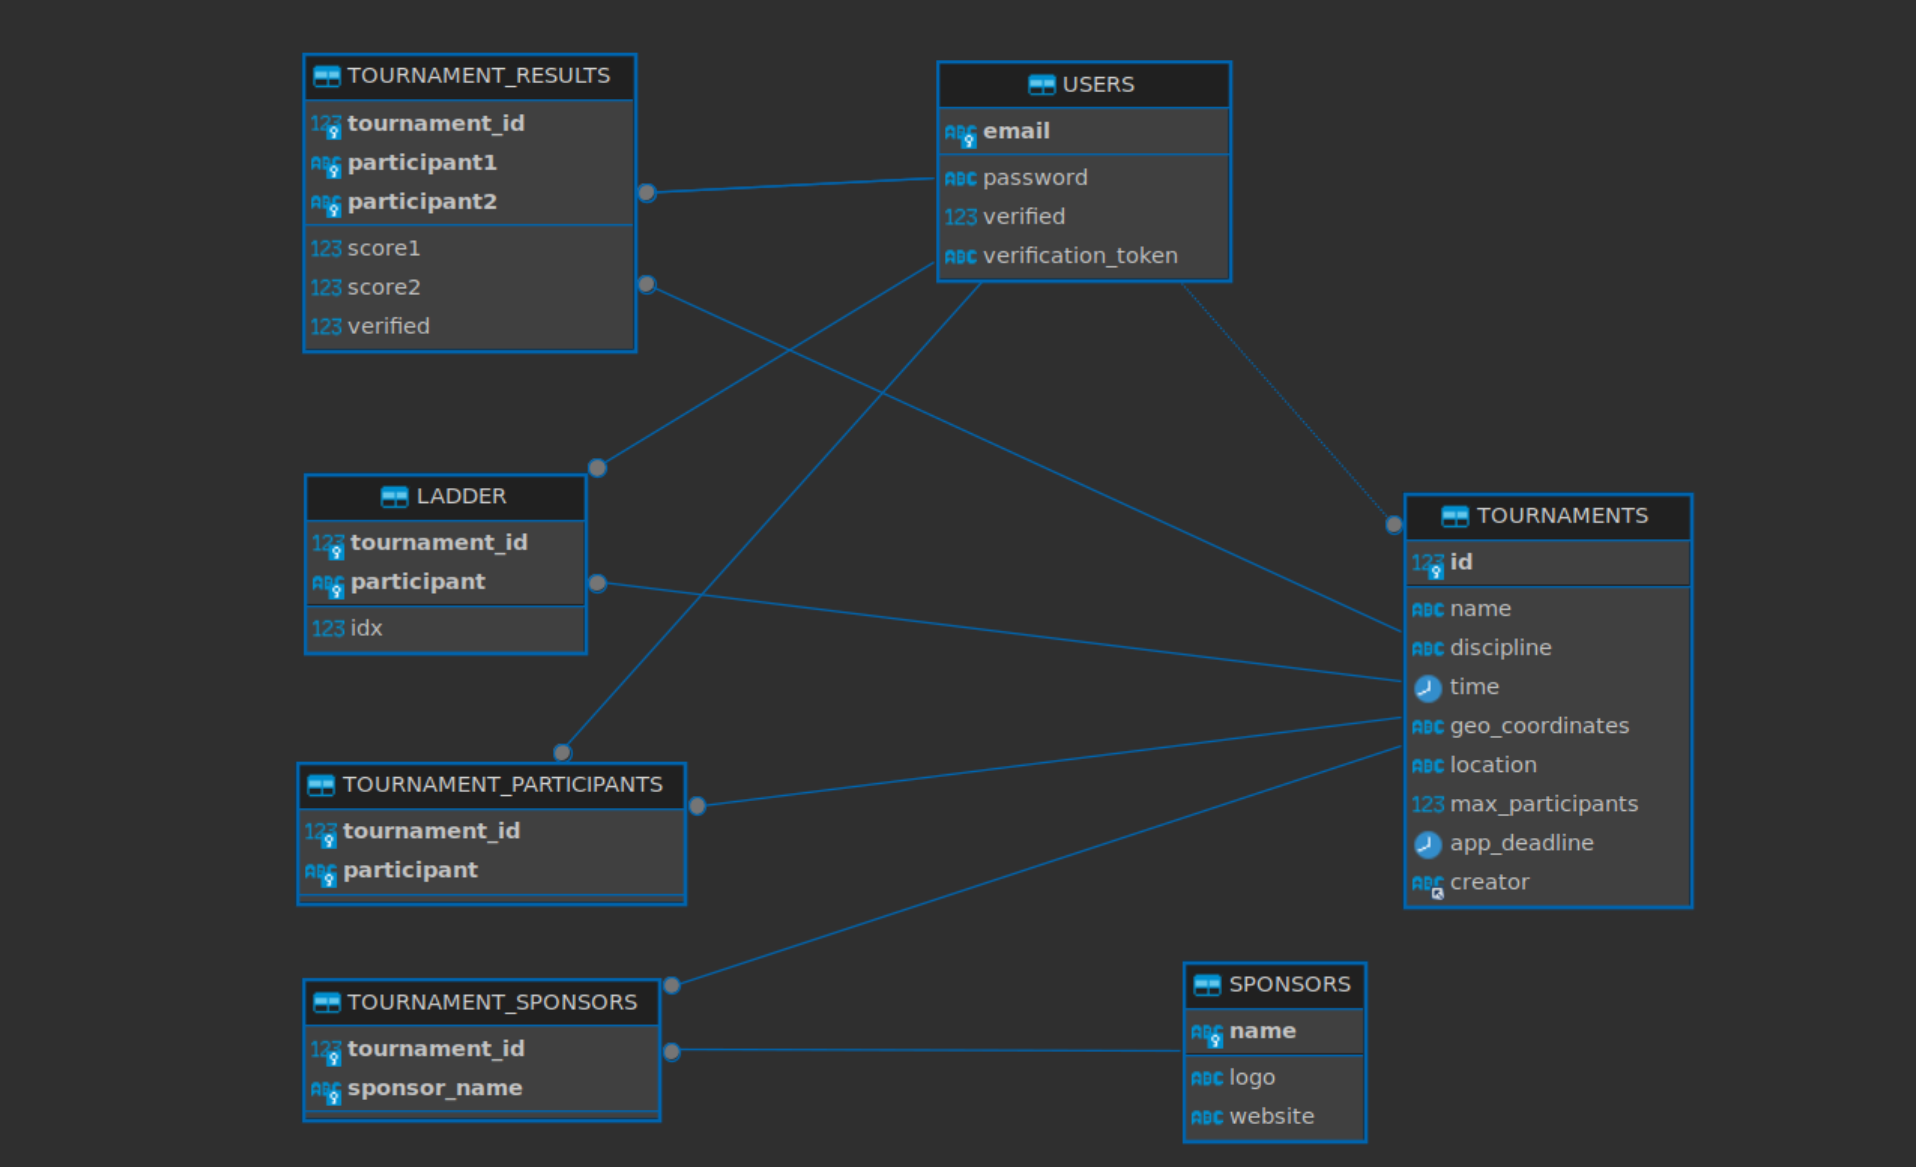 TOURNAMENT_RESULTS
123 tournament_id
ABC participant1
ABC participant2
123 score1
123 score2
123 verified
USERS
ABC email
ABC password
123 verified
ABC verification_token
LADDER
123 tournament_id
ABC participant
123 idx
TOURNAMENTS
123 id
ABC name
ABC discipline
time
ABC geo_coordinates
ABC location
123 max_participants
app_deadline
ABC creator
TOURNAMENT_PARTICIPANTS
123 tournament_id
ABC participant
TOURNAMENT_SPONSORS
123 tournament_id
ABC sponsor_name
SPONSORS
ABC name
ABC logo
ABC website